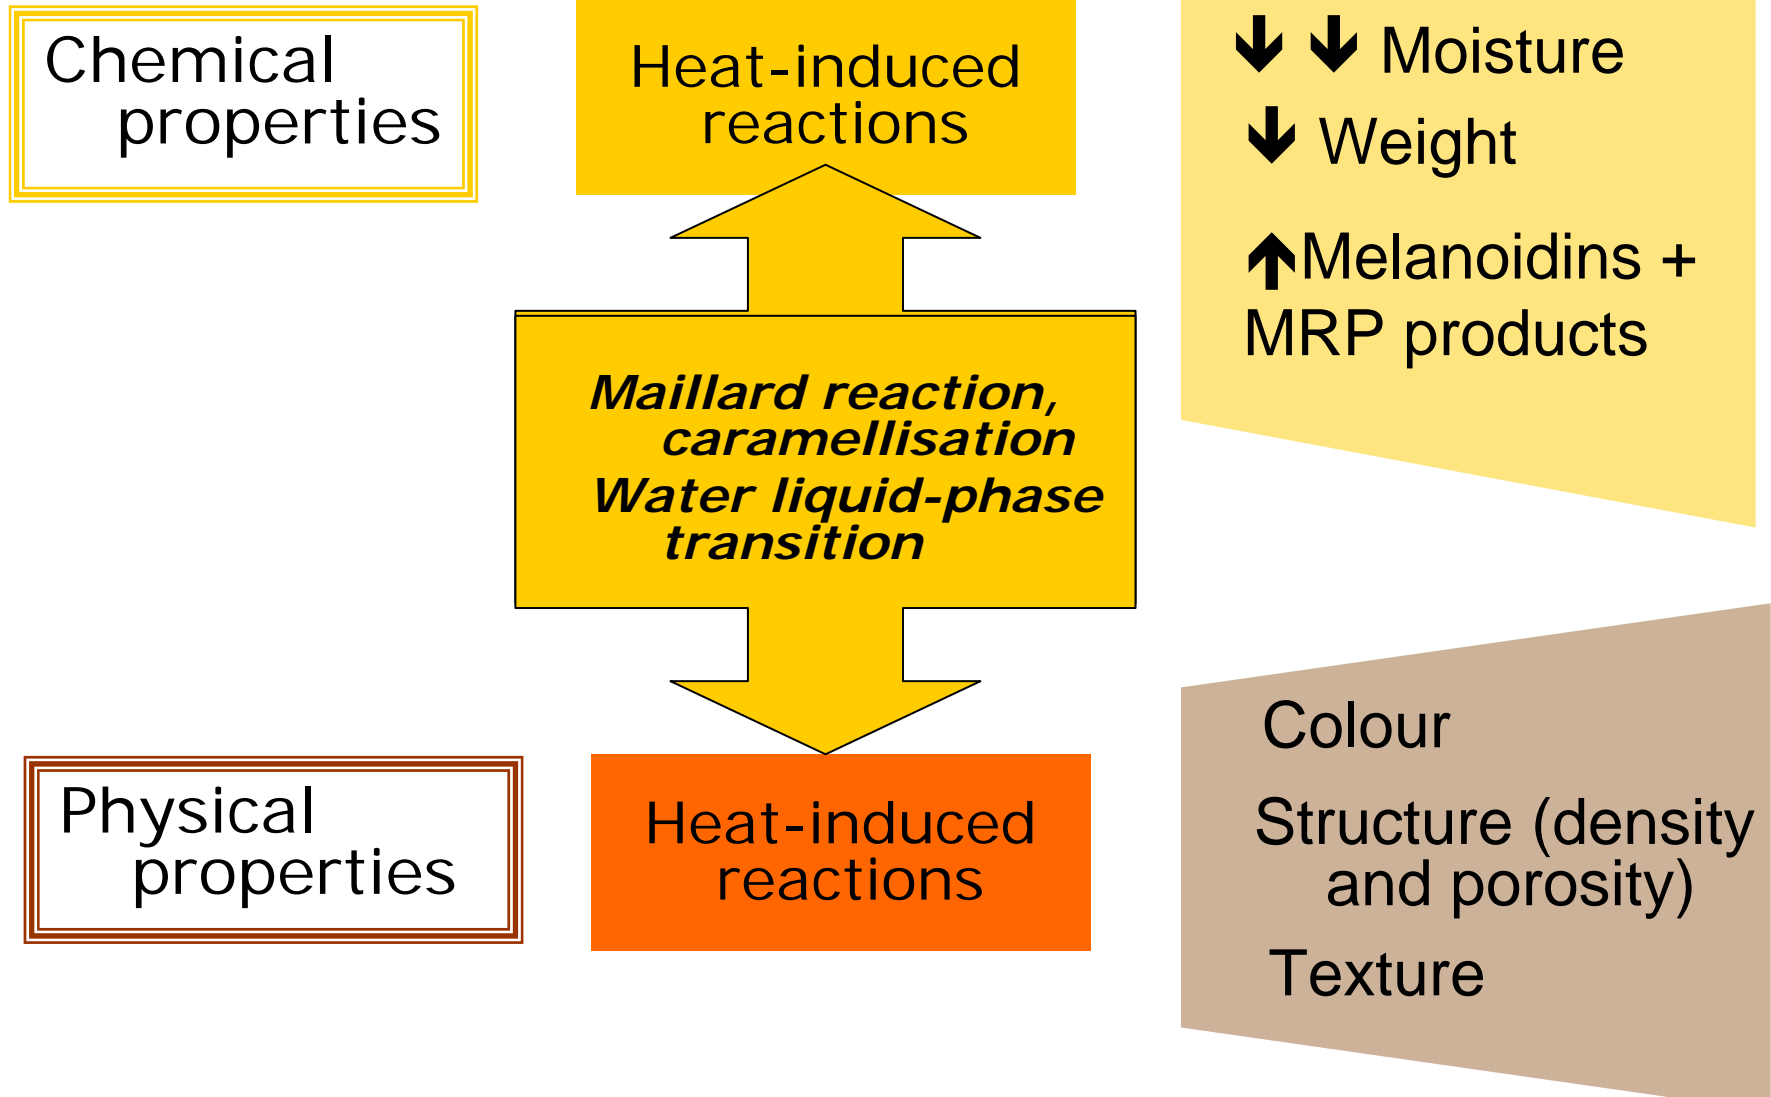 Chemical
properties
Heat-induced
reactions
🡻 🡻 Moisture
🡻 Weight
🡹Melanoidins +
MRP products
Maillard reaction,
caramellisation
Water liquid-phase
transition
Physical
properties
Heat-induced
reactions
Colour
Structure (density
and porosity)
Texture